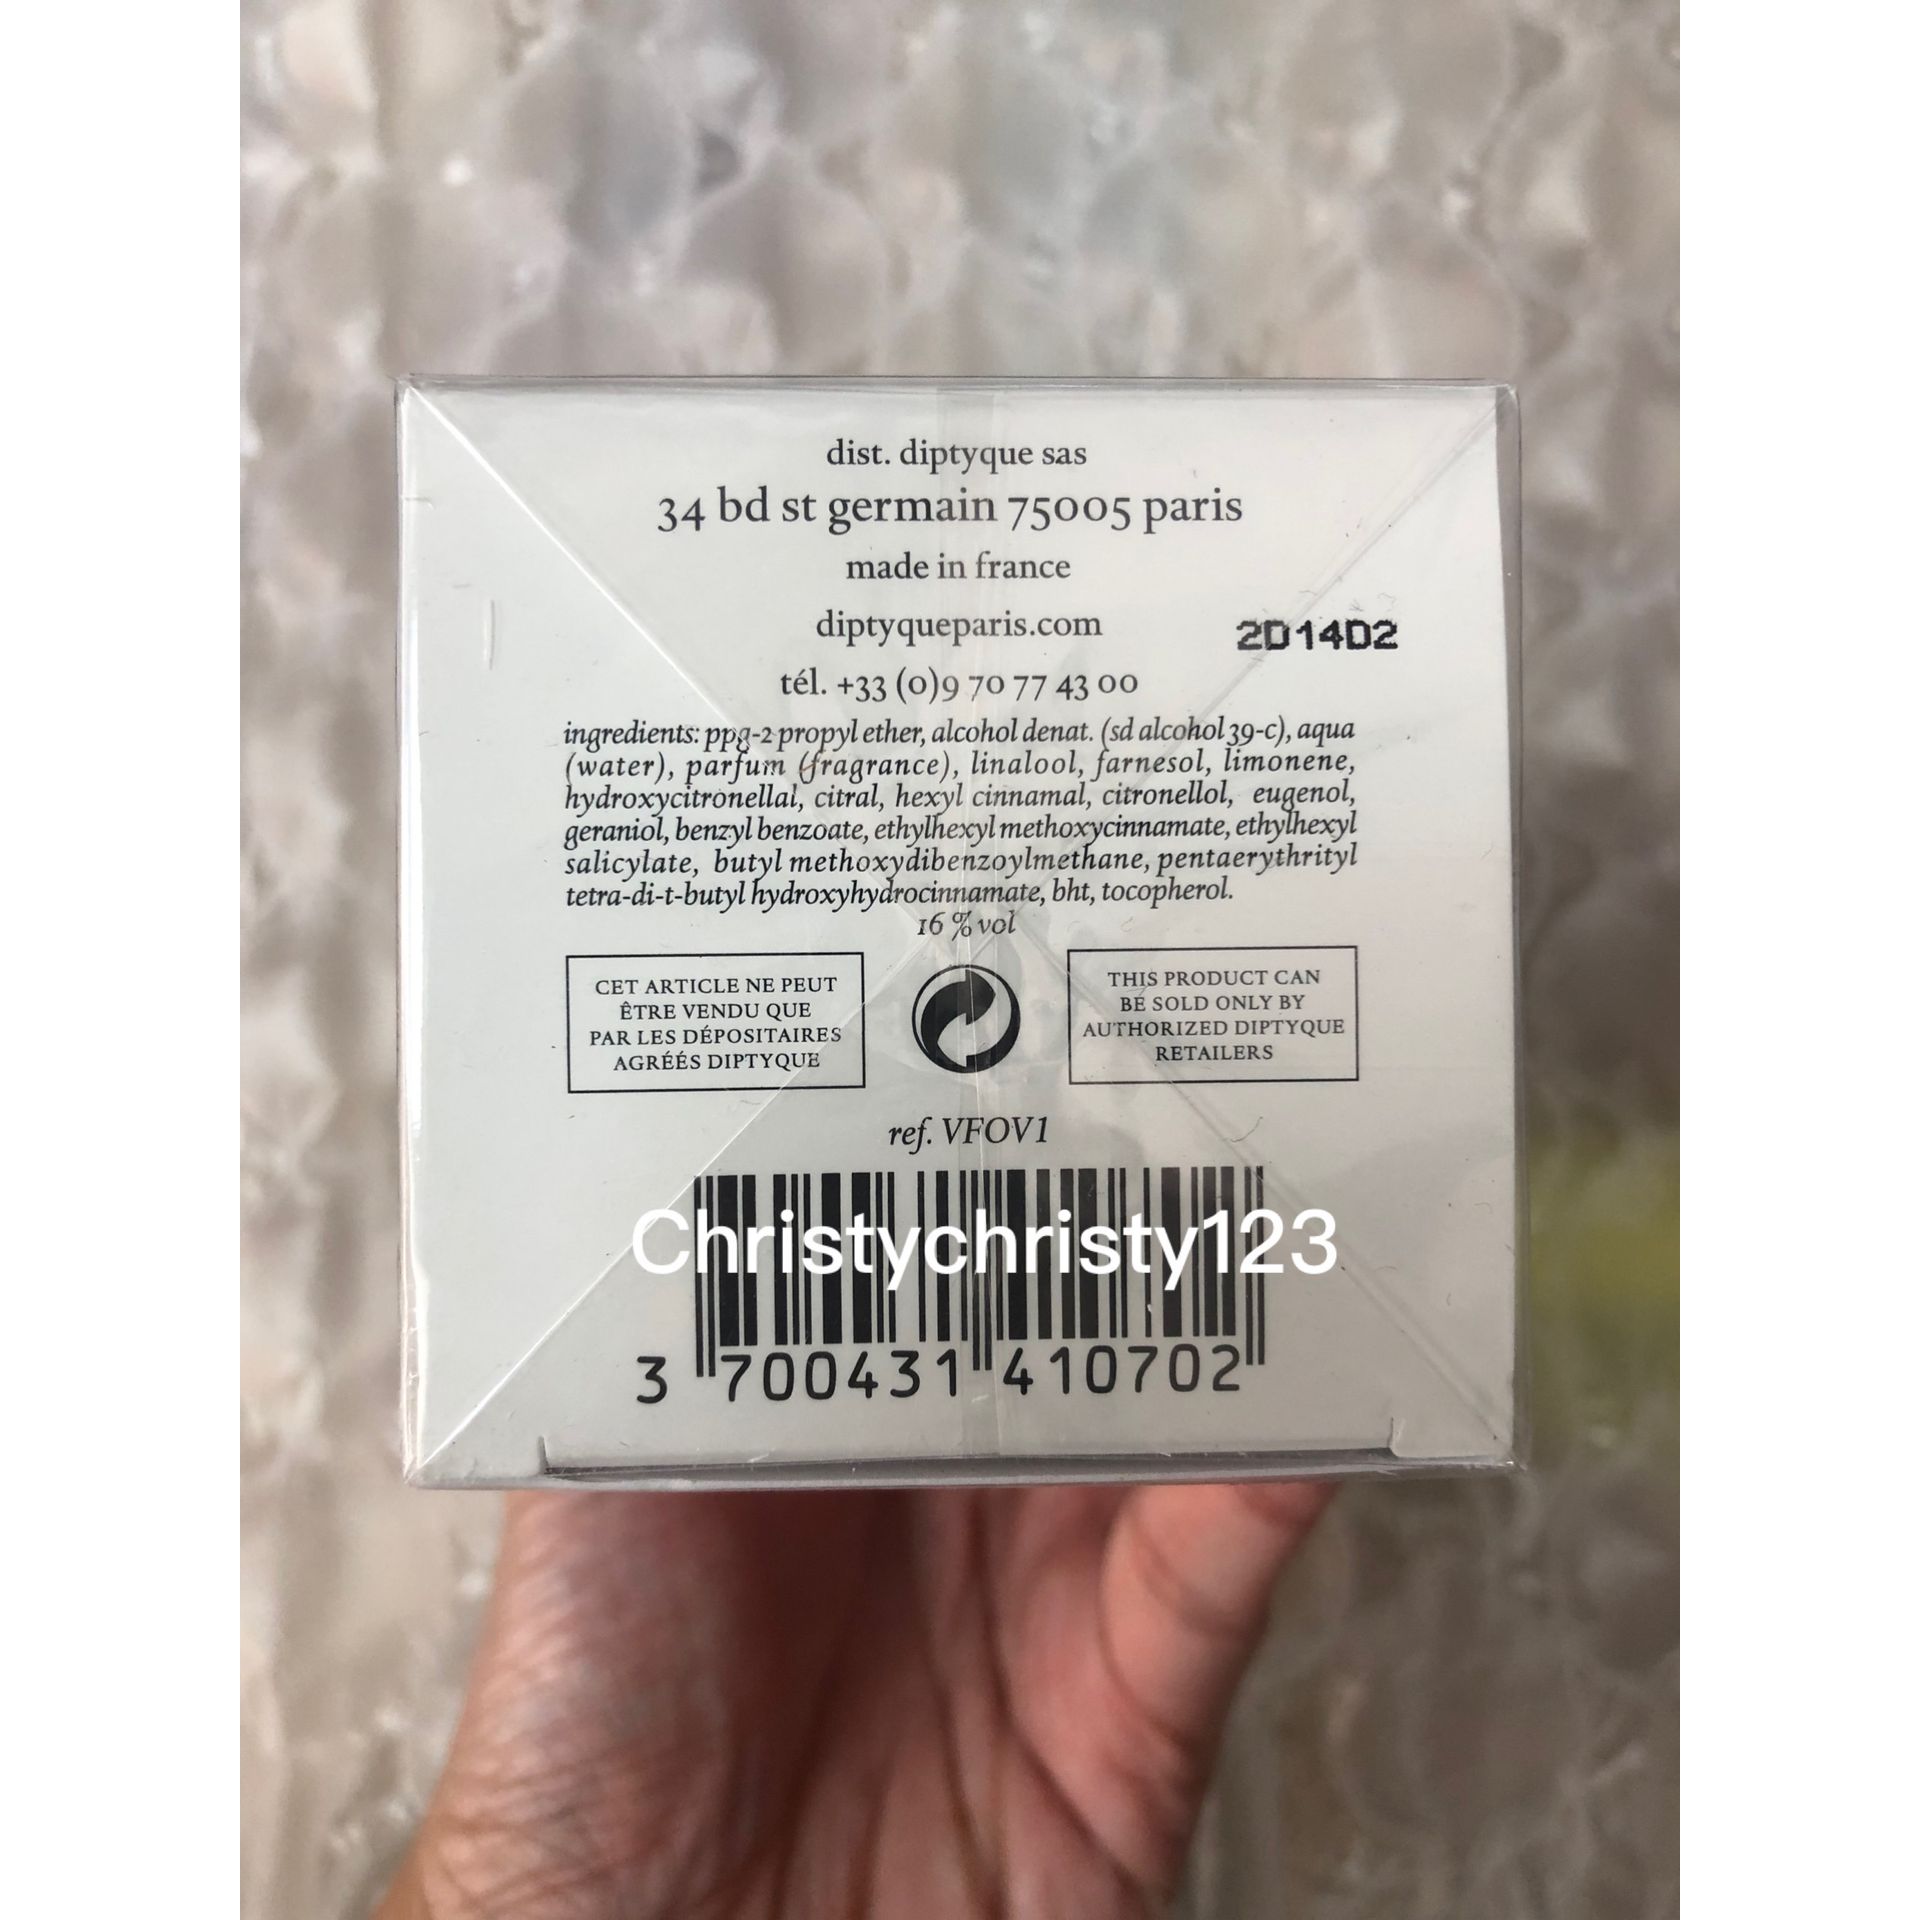 dist. diptyque sas
34 bd st germain 75005 paris
made in france
diptyqueparis.com
2D14D2
tél. +33 (0)9 70 77 43 00
ingredients: ppg-2 propyl ether, alcohol denat. (sd alcohol 39-c), aqua
(water), parfum (fragrance), linalool, farnesol, limonene,
hydroxycitronellal, citral, hexyl cinnamal, citronellol, eugenol,
geraniol, benzyl benzoate, ethylhexyl methoxycinnamate, ethylhexyl
salicylate, butyl methoxydibenzoylmethane, pentaerythrityl
tetra-di-t-butyl hydroxyhydrocinnamate, bht, tocopherol.
16 % vol
CET ARTICLE NE PEUT
ÊTRE VENDU QUE
PAR LES DÉPOSITAIRES
AGRÉÉS DIPTYQUE
THIS PRODUCT CAN
BE SOLD ONLY BY
AUTHORIZED DIPTYQUE
RETAILERS
ref. VFOV1
Christychristy123
3 700431 410702